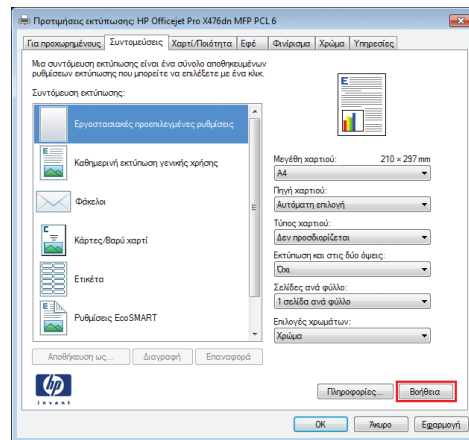 Προτιμήσεις εκτύπωσης: HP Officejet Pro X476dn MFP PCL 6
Για προχωρημένους Συντομεύσεις Χαρτί/Ποιότητα Εφέ Φινίρισμα Χρώμα Υπηρεσίες
Μια συντόμευση εκτύπωσης είναι ένα σύνολο αποθηκευμένων
ρυθμίσεων εκτύπωσης που μπορείτε να επιλέξετε με ένα κλικ.
Συντόμευση εκτύπωσης:
Εργοστασιακές προεπιλεγμένες ρυθμίσεις
Καθημερινή εκτύπωση γενικής χρήσης
Φάκελοι
Κάρτες/Βαρύ χαρτί
Ετικέτα
Ρυθμίσεις EcoSMART
Αποθήκευση ως... Διαγραφή Επαναφορά
Μεγέθη χαρτιού: 210 × 297 mm
A4
Πηγή χαρτιού:
Αυτόματη επιλογή
Τύπος χαρτιού:
Δεν προσδιορίζεται
Εκτύπωση και στις δύο όψεις:
Όχι
Σελίδες ανά φύλλο:
1 σελίδα ανά φύλλο
Επιλογές χρωμάτων:
Χρώμα
hp
invent
Πληροφορίες... Βοήθεια
OK Άκυρο Εφαρμογή